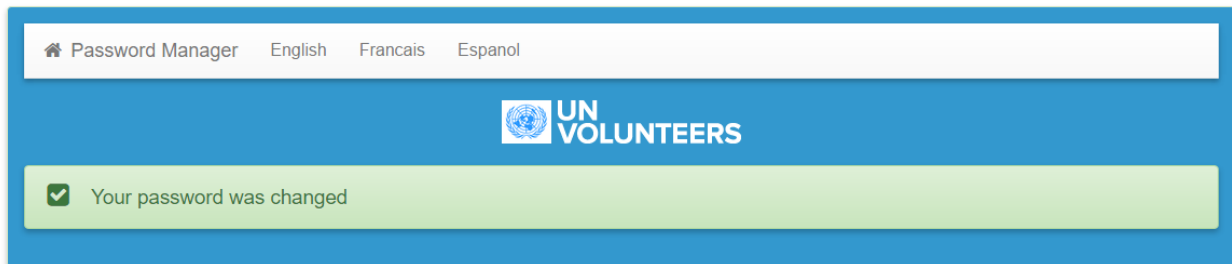 Password Manager English Francais Espanol
UN
VOLUNTEERS
Your password was changed